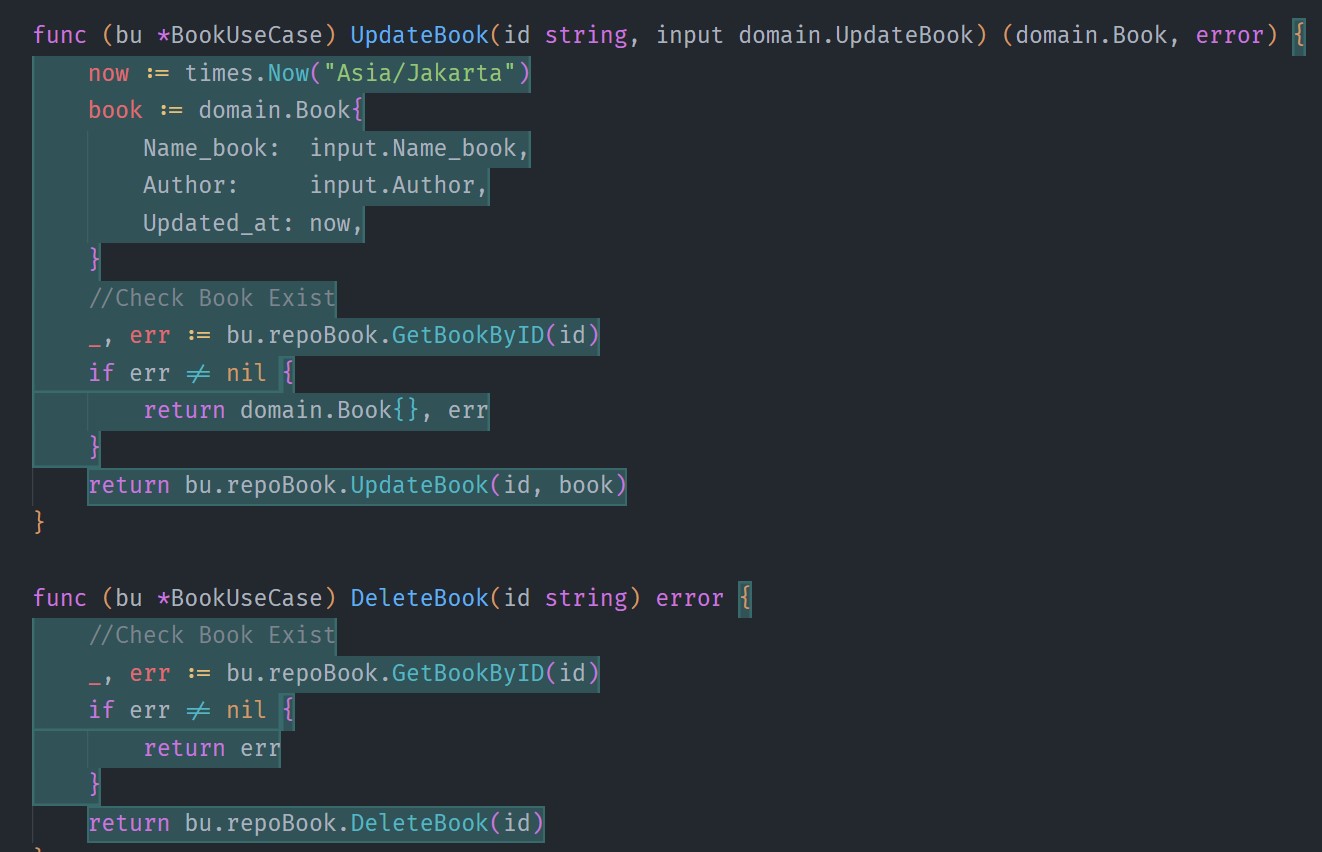 func (bu *BookUseCase) UpdateBook(id string, input domain.UpdateBook) (domain.Book, error) {
    now := times.Now("Asia/Jakarta")
    book := domain.Book{
        Name_book:  input.Name_book,
        Author:     input.Author,
        Updated_at: now,
    }
    //Check Book Exist
    _, err := bu.repoBook.GetBookByID(id)
    if err != nil {
        return domain.Book{}, err
    }
    return bu.repoBook.UpdateBook(id, book)
}

func (bu *BookUseCase) DeleteBook(id string) error {
    //Check Book Exist
    _, err := bu.repoBook.GetBookByID(id)
    if err != nil {
        return err
    }
    return bu.repoBook.DeleteBook(id)
}